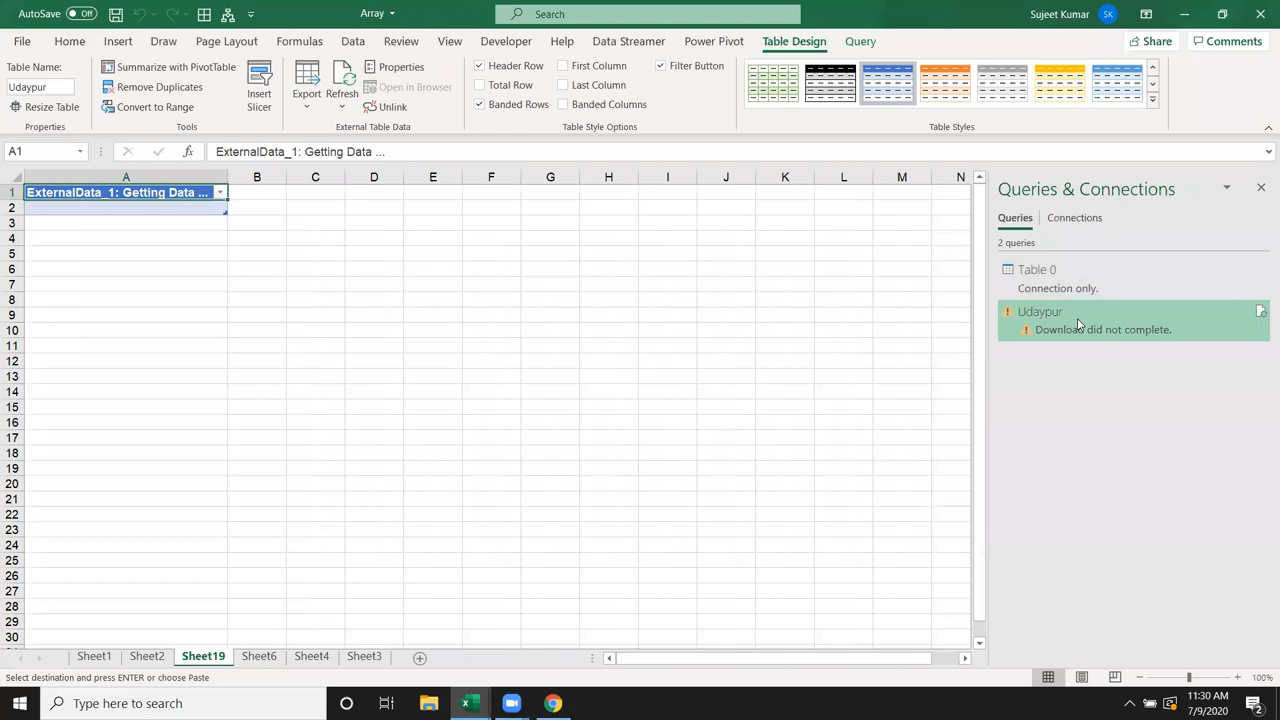 AutoSave Off Array Search Sujeet Kumar SK
File Home Insert Draw Page Layout Formulas Data Review View Developer Help Data Streamer Power Pivot Table Design Query Share Comments
Table Name: Summarize with PivotTable Properties Header Row First Column Filter Button
Udaypur Open in Browser Total Row Last Column
Resize Table Convert to Range Insert Slicer Export Refresh Unlink Banded Rows Banded Columns
Properties Tools External Table Data Table Style Options Table Styles
A1 fx ExternalData_1: Getting Data ...
A B C D E F G H I J K L M N
1 ExternalData_1: Getting Data ...
2
3
4
5
6
7
8
9
10
11
12
13
14
15
16
17
18
19
20
21
22
23
24
25
26
27
28
29
30
Queries & Connections
Queries Connections
2 queries
Table 0
Connection only.
Udaypur
Download did not complete.
Sheet1 Sheet2 Sheet19 Sheet4 Sheet3
Select destination and press ENTER or choose Paste 100%
Type here to search 11:30 AM
7/9/2020 2